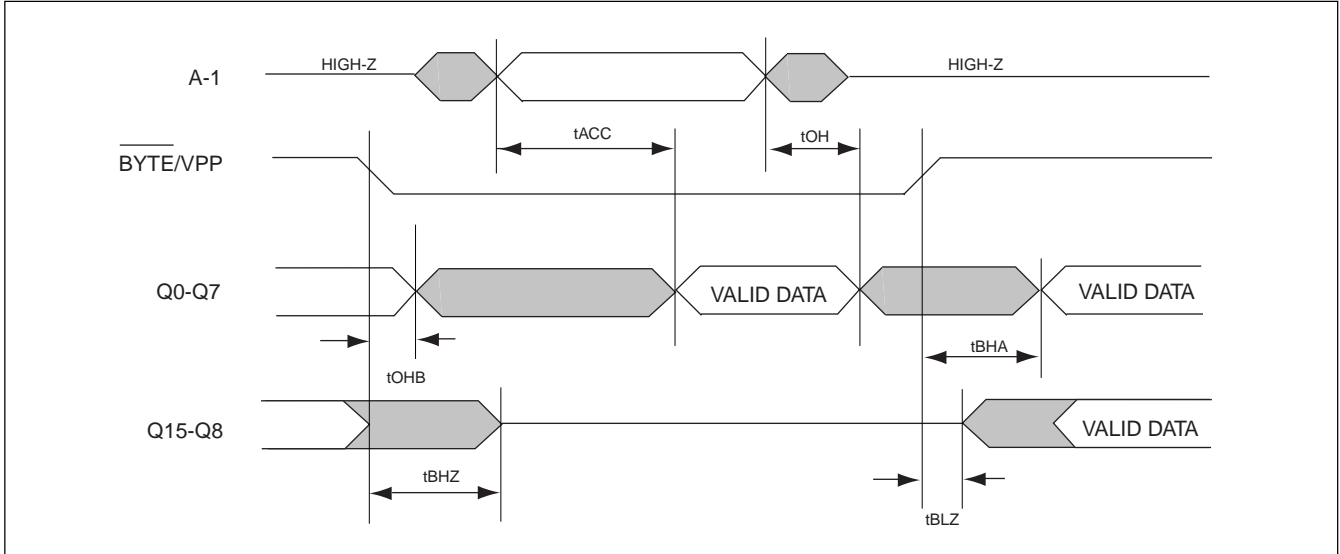 HIGH-Z
HIGH-Z
A-1
tACC
tOH
BYTE/VPP
Q0-Q7
VALID DATA
VALID DATA
tBHA
tOHB
Q15-Q8
VALID DATA
tBHZ
tBLZ